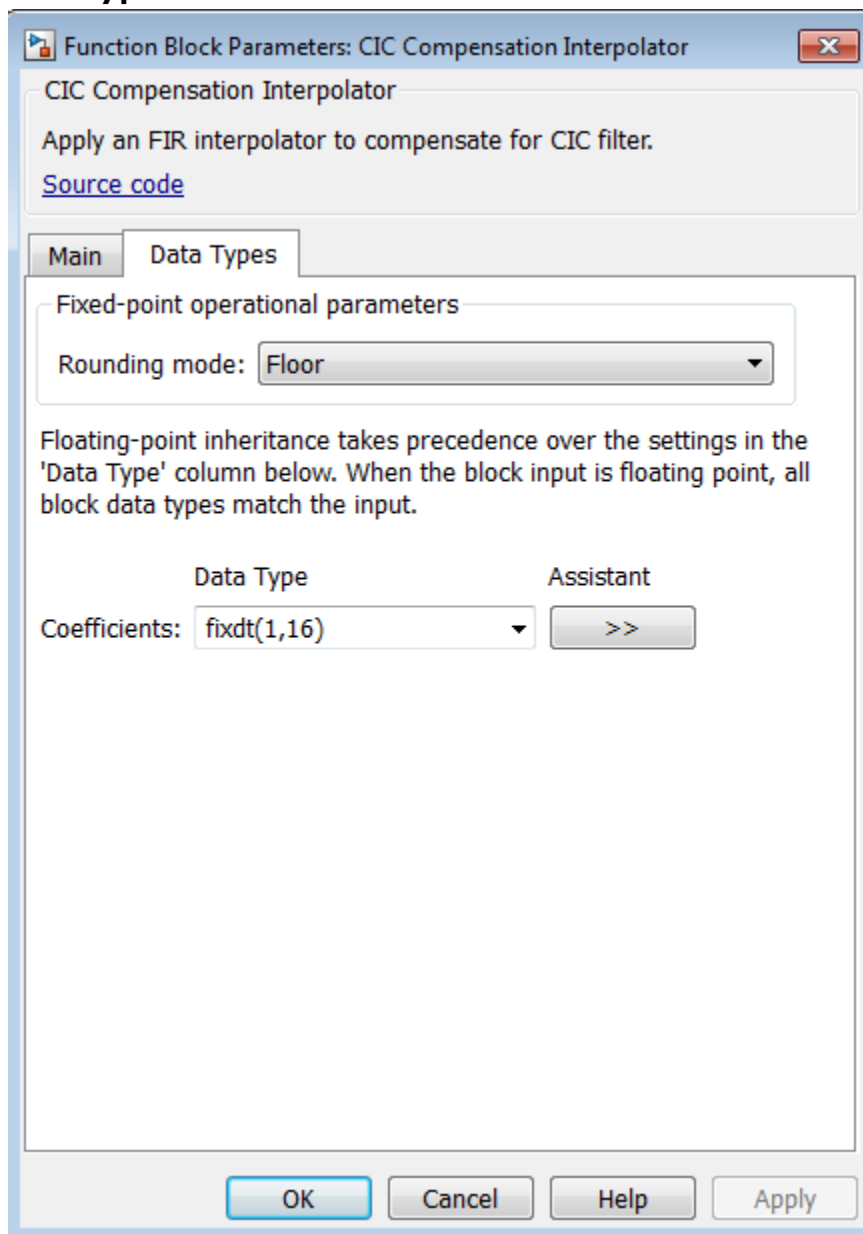 Function Block Parameters: CIC Compensation Interpolator
CIC Compensation Interpolator
Apply an FIR interpolator to compensate for CIC filter.
Source code
Main Data Types
Fixed-point operational parameters
Rounding mode: Floor
Floating-point inheritance takes precedence over the settings in the
'Data Type' column below. When the block input is floating point, all
block data types match the input.
Data Type Assistant
Coefficients: fixdt(1,16) >>
OK Cancel Help Apply